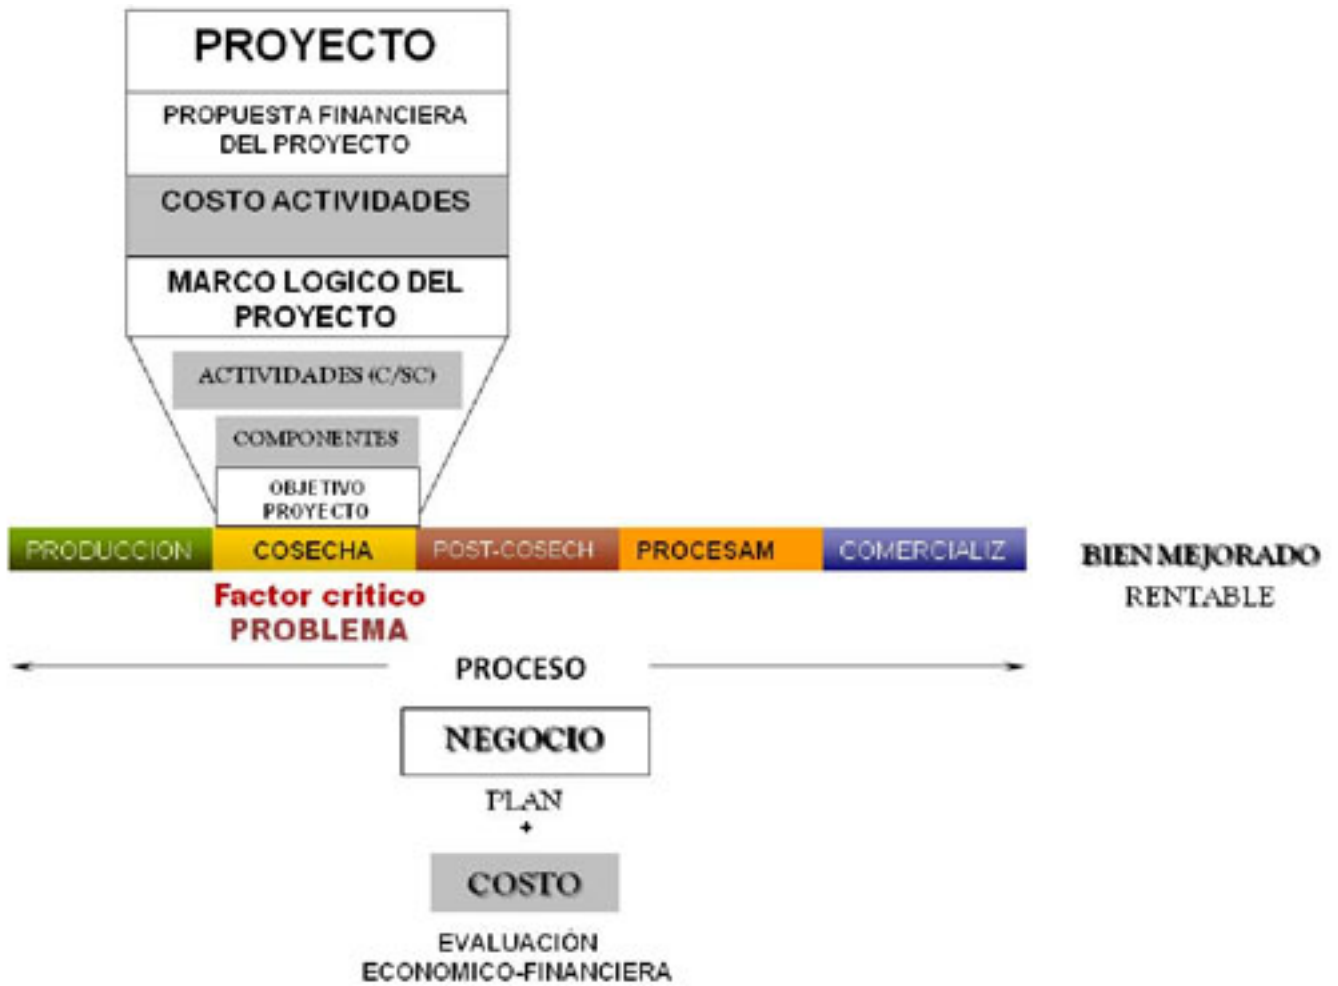 PROYECTO
PROPUESTA FINANCIERA
DEL PROYECTO
COSTO ACTIVIDADES
MARCO LOGICO DEL
PROYECTO
ACTIVIDADES (C/SC)
COMPONENTES
OBJETIVO
PROYECTO
PRODUCCION
COSECHA
POST-COSECH
PROCESAM
COMERCIALIZ
BIEN MEJORADO
RENTABLE
Factor critico
PROBLEMA
PROCESO
NEGOCIO
PLAN
+
COSTO
EVALUACIÓN
ECONOMICO-FINANCIERA